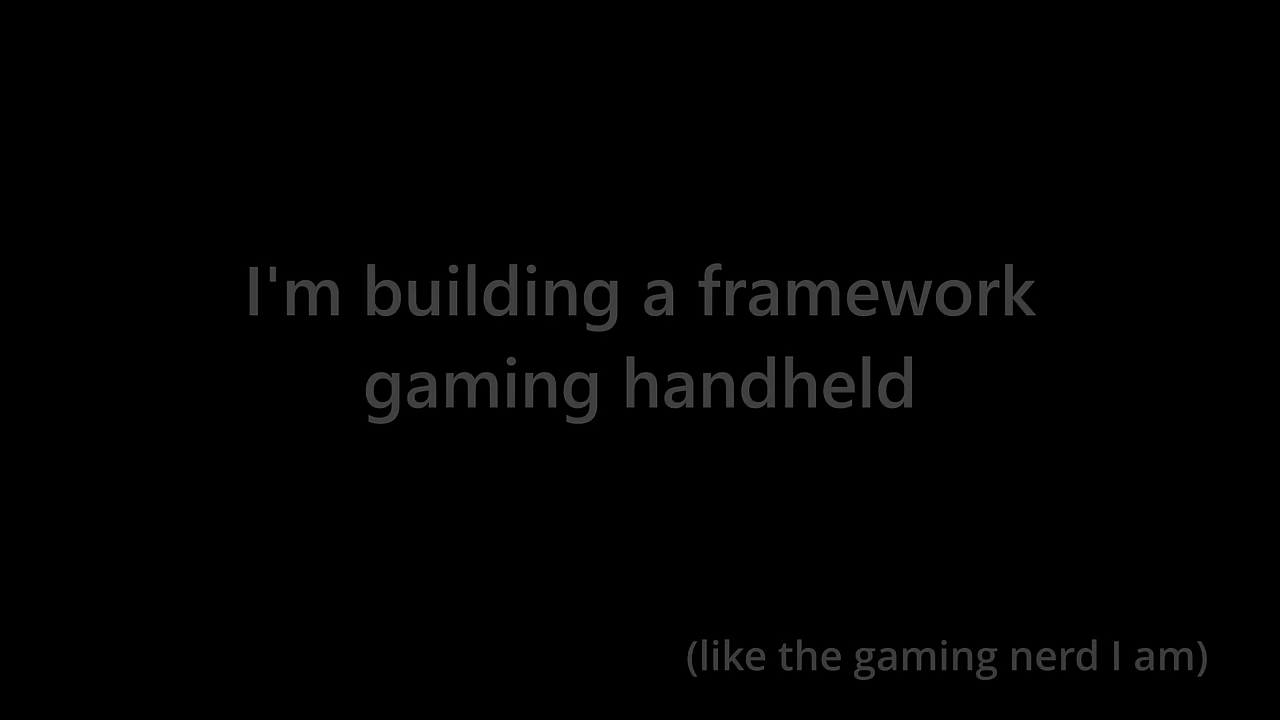 I'm building a framework
gaming handheld
(like the gaming nerd I am)